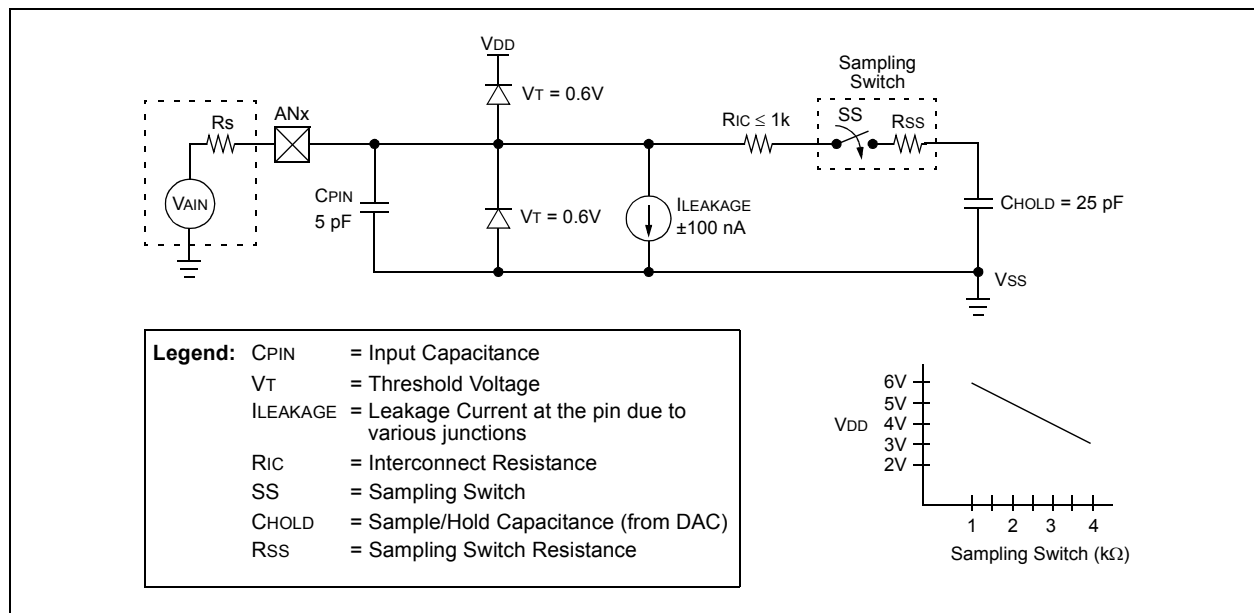 VDD
Sampling
Switch
VT = 0.6V
ANx
Rs
RIC ≤ 1k
SS
RSS
VAIN
CPIN
5 pF
VT = 0.6V
ILEAKAGE
±100 nA
CHOLD = 25 pF
VSS
Legend: CPIN = Input Capacitance
VT = Threshold Voltage
ILEAKAGE = Leakage Current at the pin due to
various junctions
RIC = Interconnect Resistance
SS = Sampling Switch
CHOLD = Sample/Hold Capacitance (from DAC)
RSS = Sampling Switch Resistance
6V
5V
VDD
4V
3V
2V
1 2 3 4
Sampling Switch (kΩ)